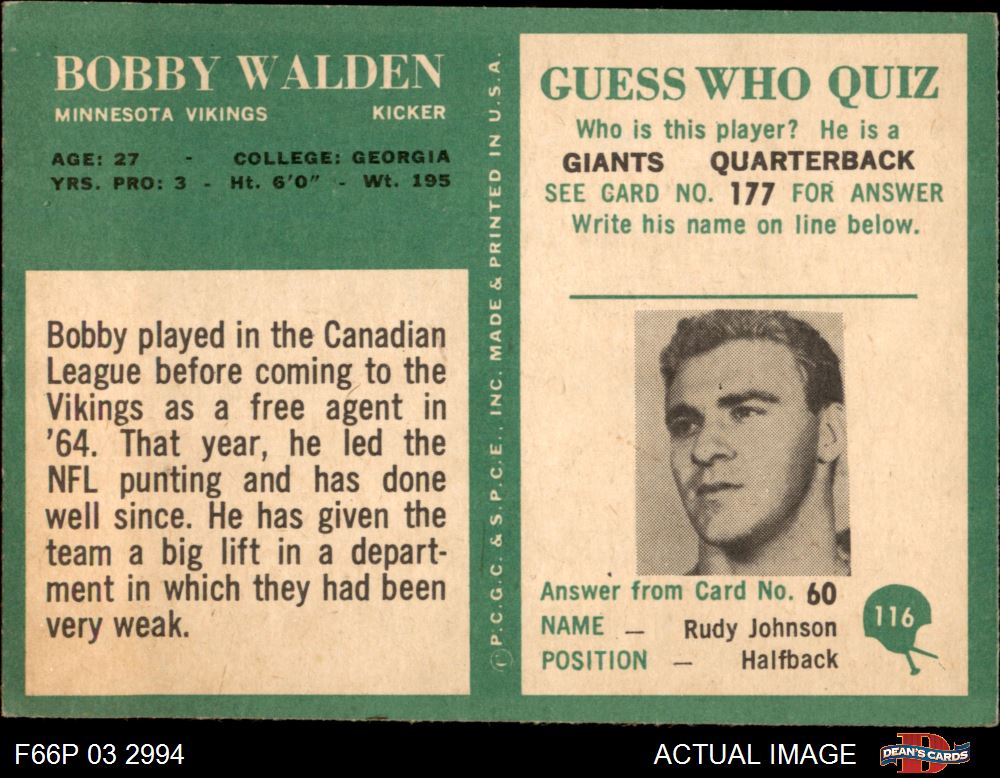 BOBBY WALDEN
MINNESOTA VIKINGS KICKER
AGE: 27 - COLLEGE: GEORGIA
YRS. PRO: 3 - Ht. 6'0" - Wt. 195
Bobby played in the Canadian
League before coming to the
Vikings as a free agent in
'64. That year, he led the
NFL punting and has done
well since. He has given the
team a big lift in a depart-
ment in which they had been
very weak.
© P.C.G.C. & S.P.C.E., INC. MADE & PRINTED IN U.S.A.
GUESS WHO QUIZ
Who is this player? He is a
GIANTS QUARTERBACK
SEE CARD NO. 177 FOR ANSWER
Write his name on line below.
Answer from Card No. 60
NAME — Rudy Johnson
POSITION — Halfback
116
F66P 03 2994
ACTUAL IMAGE
D
DEAN'S CARDS